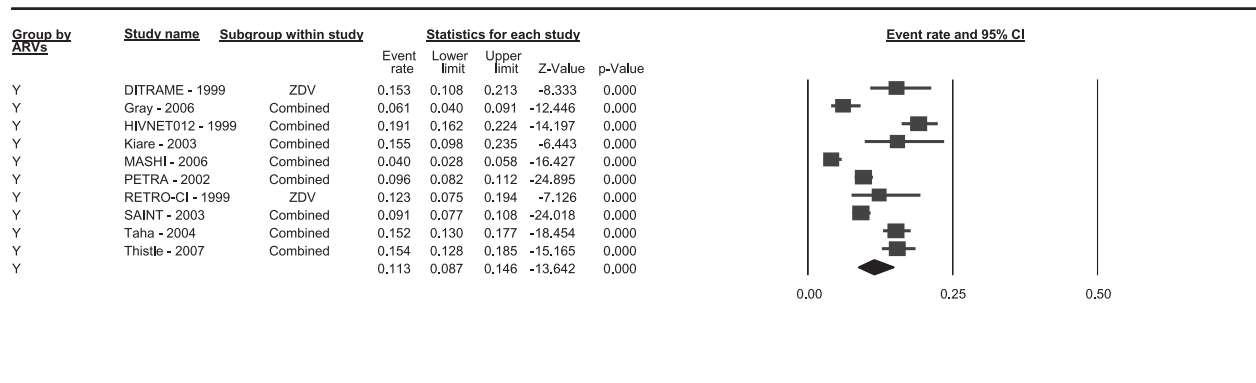 Group by ARVs Study name Subgroup within study Statistics for each study Event rate and 95% CI
Event rate Lower limit Upper limit Z-Value p-Value
Y DITRAME - 1999 ZDV 0.153 0.108 0.213 -8.333 0.000
Y Gray - 2006 Combined 0.061 0.040 0.091 -12.446 0.000
Y HIVNET012 - 1999 Combined 0.191 0.162 0.224 -14.197 0.000
Y Kiare - 2003 Combined 0.155 0.098 0.235 -6.443 0.000
Y MASHI - 2006 Combined 0.040 0.028 0.058 -16.427 0.000
Y PETRA - 2002 Combined 0.096 0.082 0.112 -24.895 0.000
Y RETRO-CI - 1999 ZDV 0.123 0.075 0.194 -7.126 0.000
Y SAINT - 2003 Combined 0.091 0.077 0.108 -24.018 0.000
Y Taha - 2004 Combined 0.152 0.130 0.177 -18.454 0.000
Y Thistle - 2007 Combined 0.154 0.128 0.185 -15.165 0.000
Y 0.113 0.087 0.146 -13.642 0.000
0.00 0.25 0.50